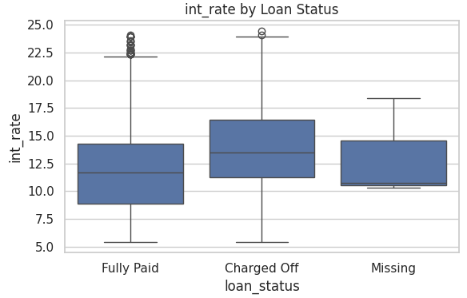 int_rate by Loan Status
25.0
22.5
20.0
17.5
15.0
12.5
10.0
7.5
5.0
int_rate
Fully Paid Charged Off Missing
loan_status